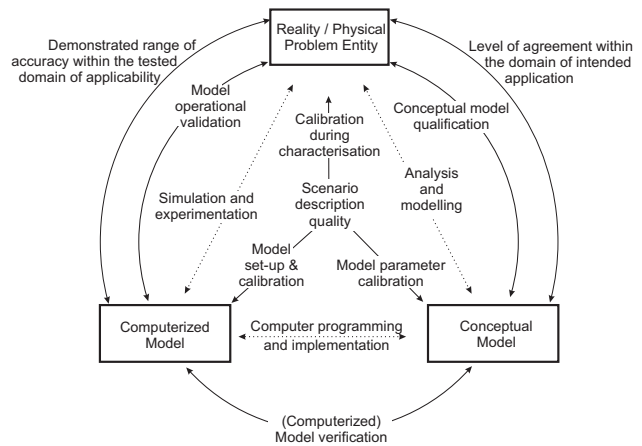 Reality / Physical
Problem Entity
Demonstrated range of
accuracy within the tested
domain of applicability
Level of agreement within
the domain of intended
application
Model
operational
validation
Conceptual model
qualification
Calibration
during
characterisation
Analysis
and
modelling
Simulation and
experimentation
Scenario
description
quality
Model
set-up &
calibration
Model parameter
calibration
Computerized
Model
Computer programming
and implementation
Conceptual
Model
(Computerized)
Model verification